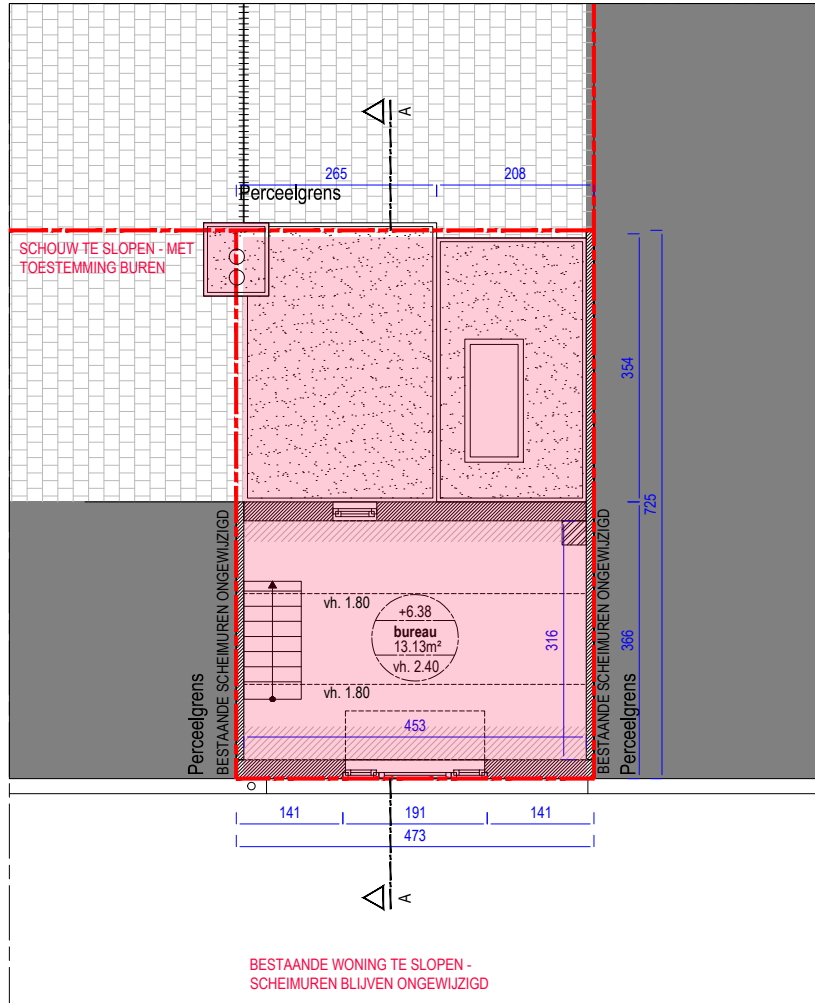 A
265
208
Perceelgrens
SCHOUW TE SLOPEN - MET
TOESTEMMING BUREN
354
725
BESTAANDE SCHEIMUREN ONGEWIJZIGD
Perceelgrens
vh. 1.80
+6.38
bureau
13.13m²
vh. 2.40
vh. 1.80
316
453
BESTAANDE SCHEIMUREN ONGEWIJZIGD
366
Perceelgrens
141
191
141
473
A
BESTAANDE WONING TE SLOPEN -
SCHEIMUREN BLIJVEN ONGEWIJZIGD